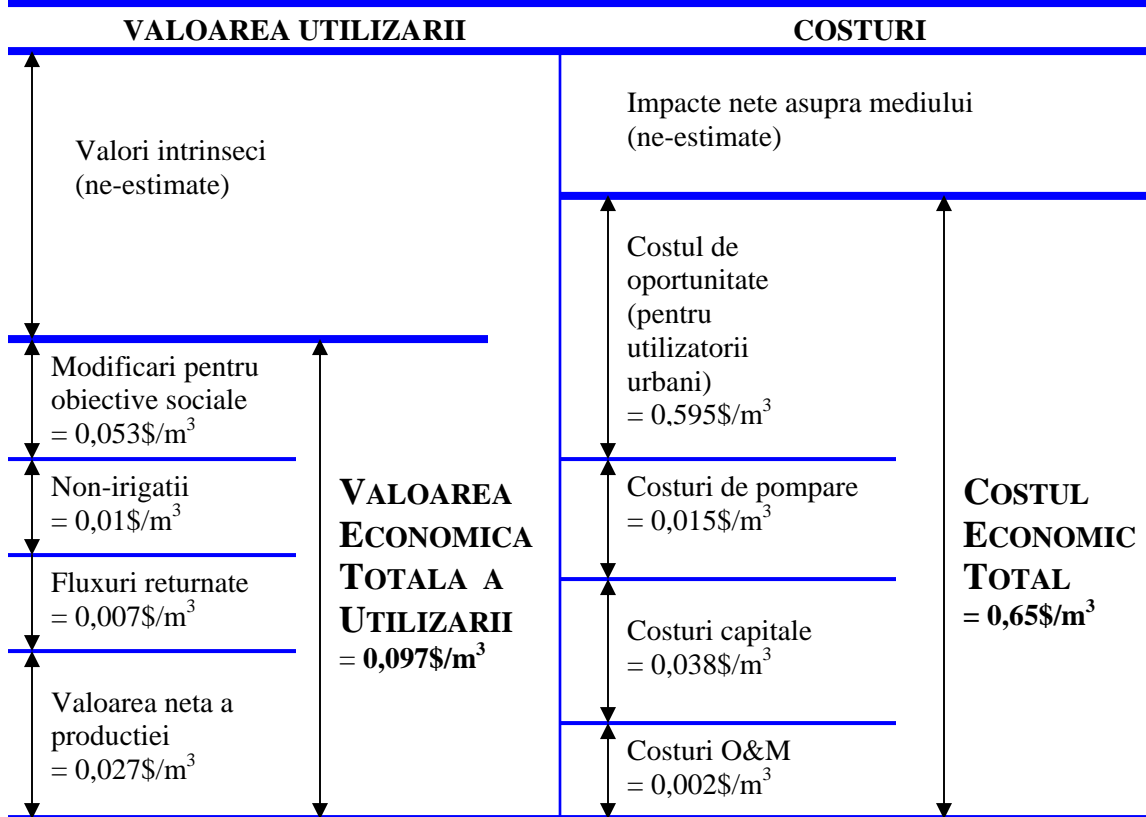 VALOAREA UTILIZARII
COSTURI
Valori intrinseci
(ne-estimate)
Modificari pentru
obiective sociale
= 0,053$/m³
Non-irigatii
= 0,01$/m³
Fluxuri returnate
= 0,007$/m³
Valoarea neta a
productiei
= 0,027$/m³
VALOAREA
ECONOMICA
TOTALA A
UTILIZARII
= 0,097$/m³
Impacte nete asupra mediului
(ne-estimate)
Costul de
oportunitate
(pentru
utilizatorii
urbani)
= 0,595$/m³
Costuri de pompare
= 0,015$/m³
Costuri capitale
= 0,038$/m³
Costuri O&M
= 0,002$/m³
COSTUL
ECONOMIC
TOTAL
= 0,65$/m³